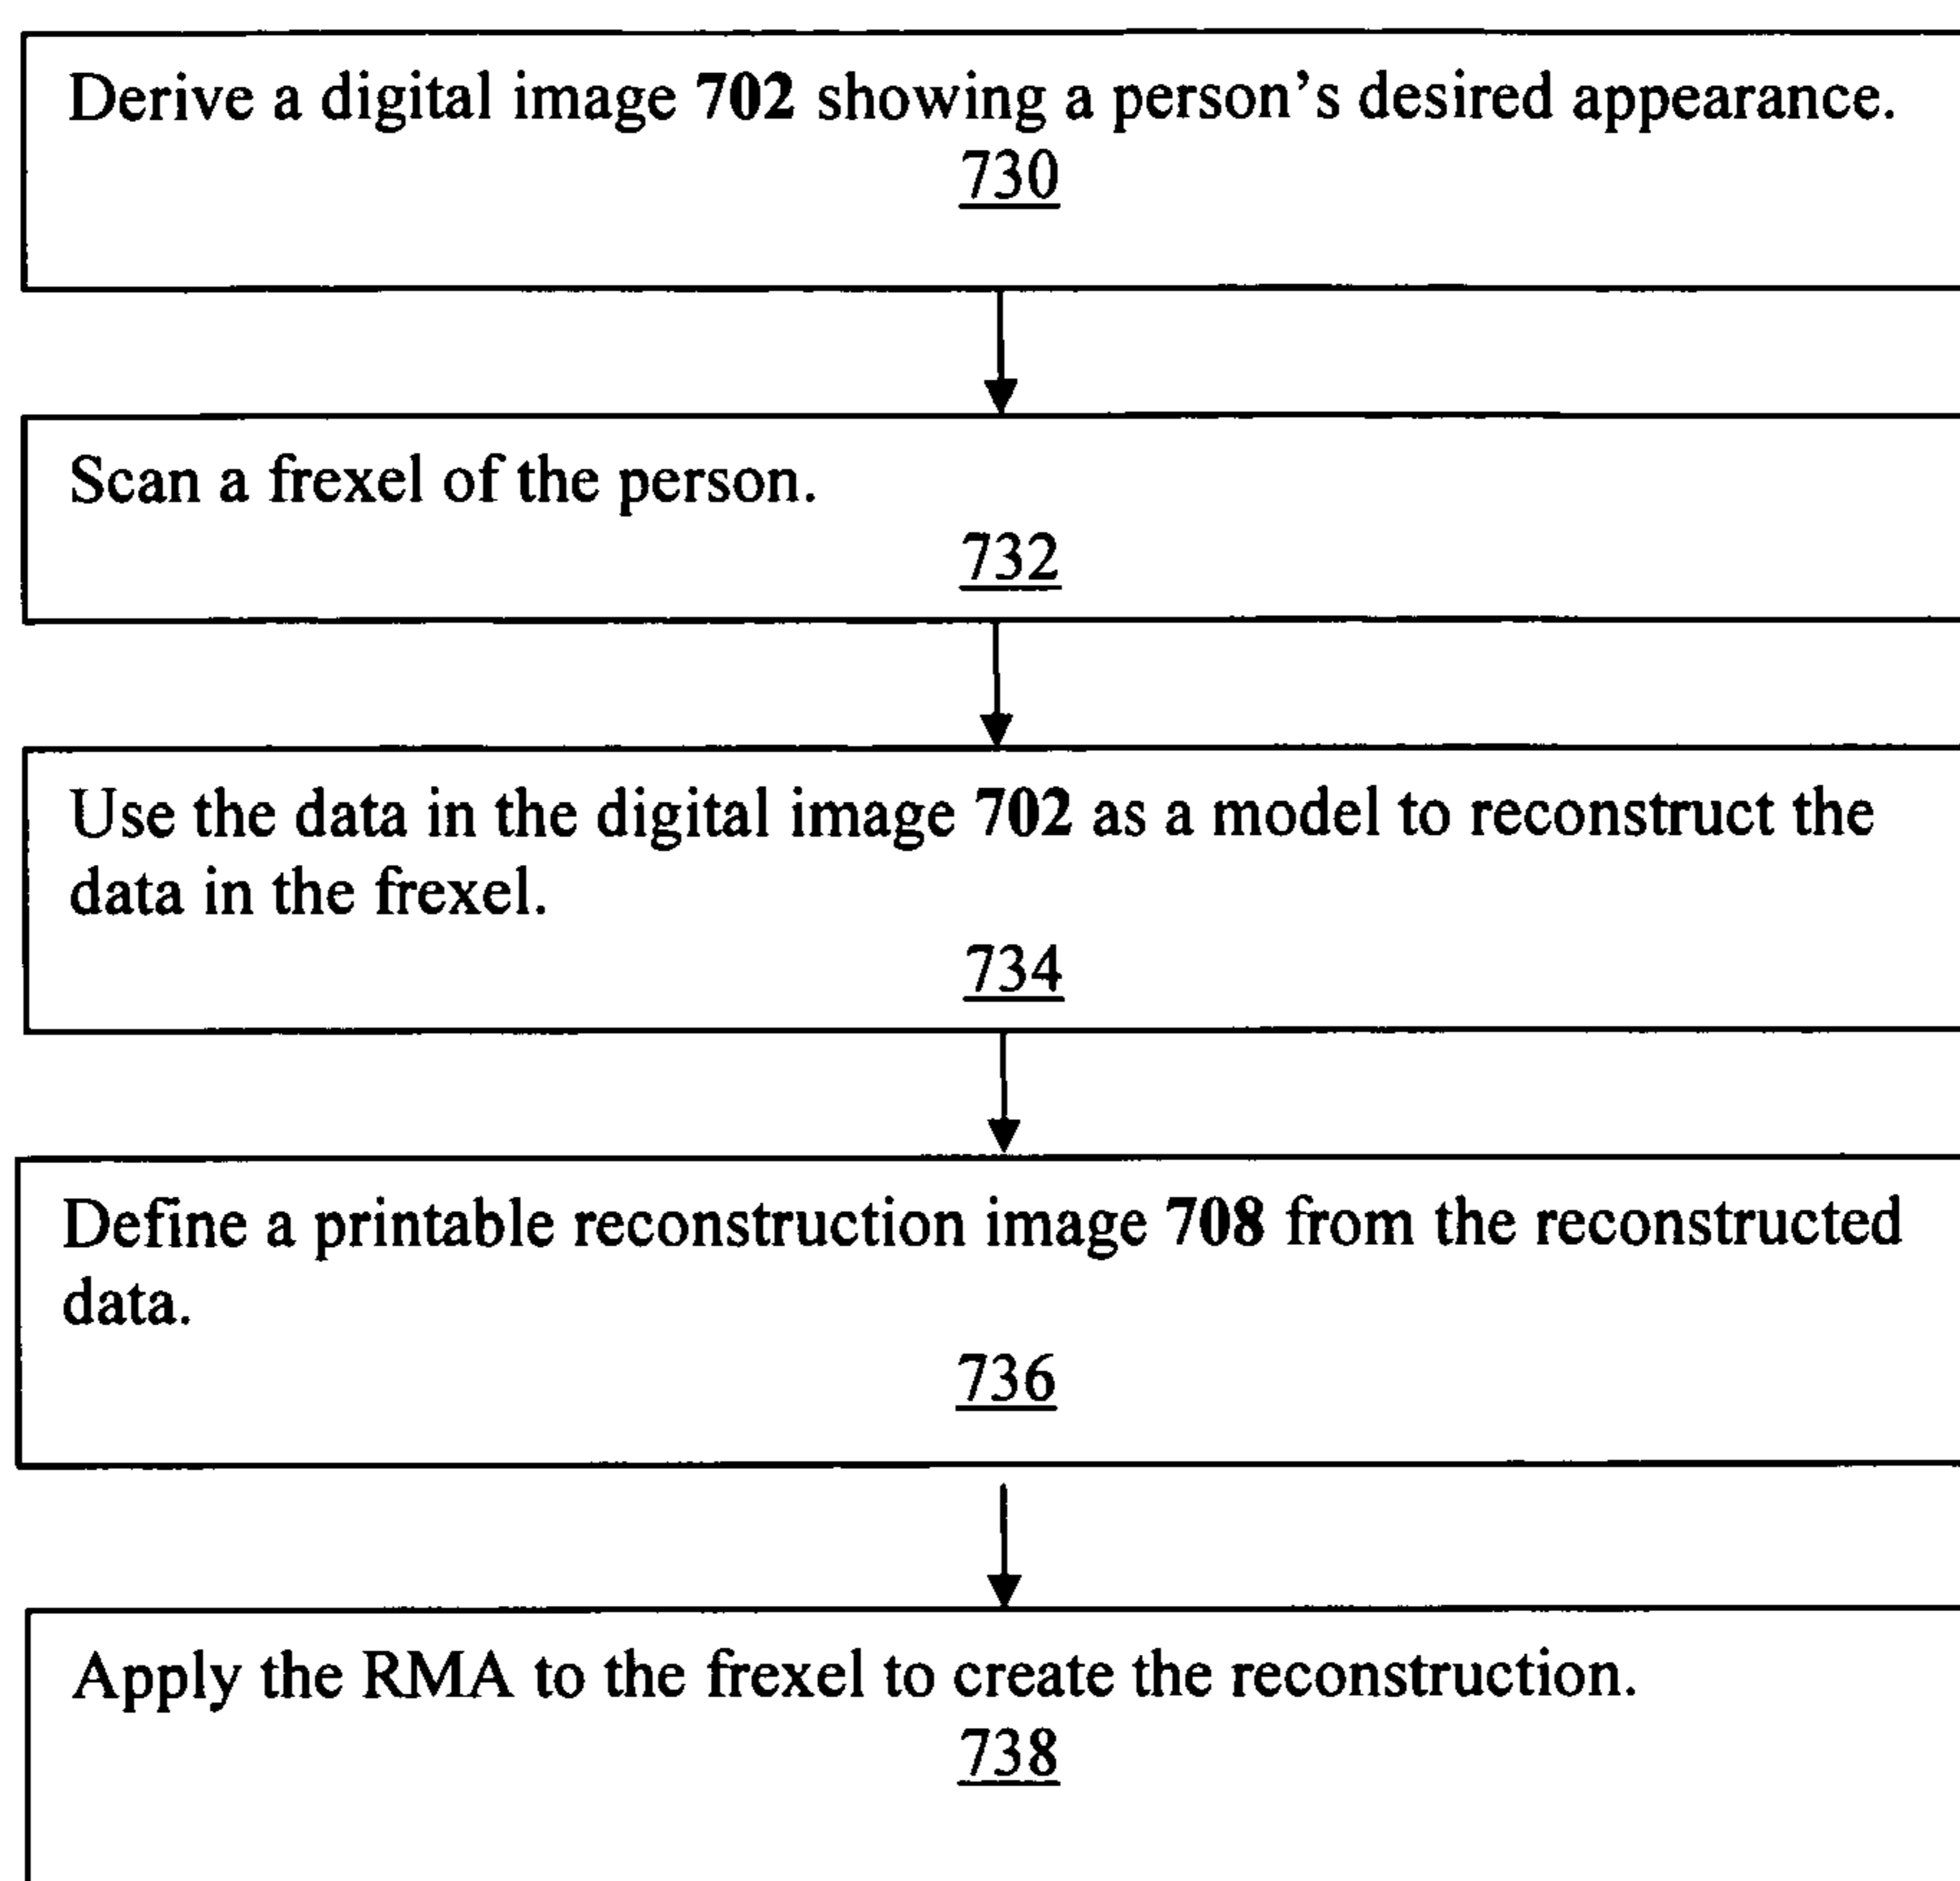 Derive a digital image 702 showing a person’s desired appearance.
730
Scan a frexel of the person.
732
Use the data in the digital image 702 as a model to reconstruct the
data in the frexel.
734
Define a printable reconstruction image 708 from the reconstructed
data.
736
Apply the RMA to the frexel to create the reconstruction.
738